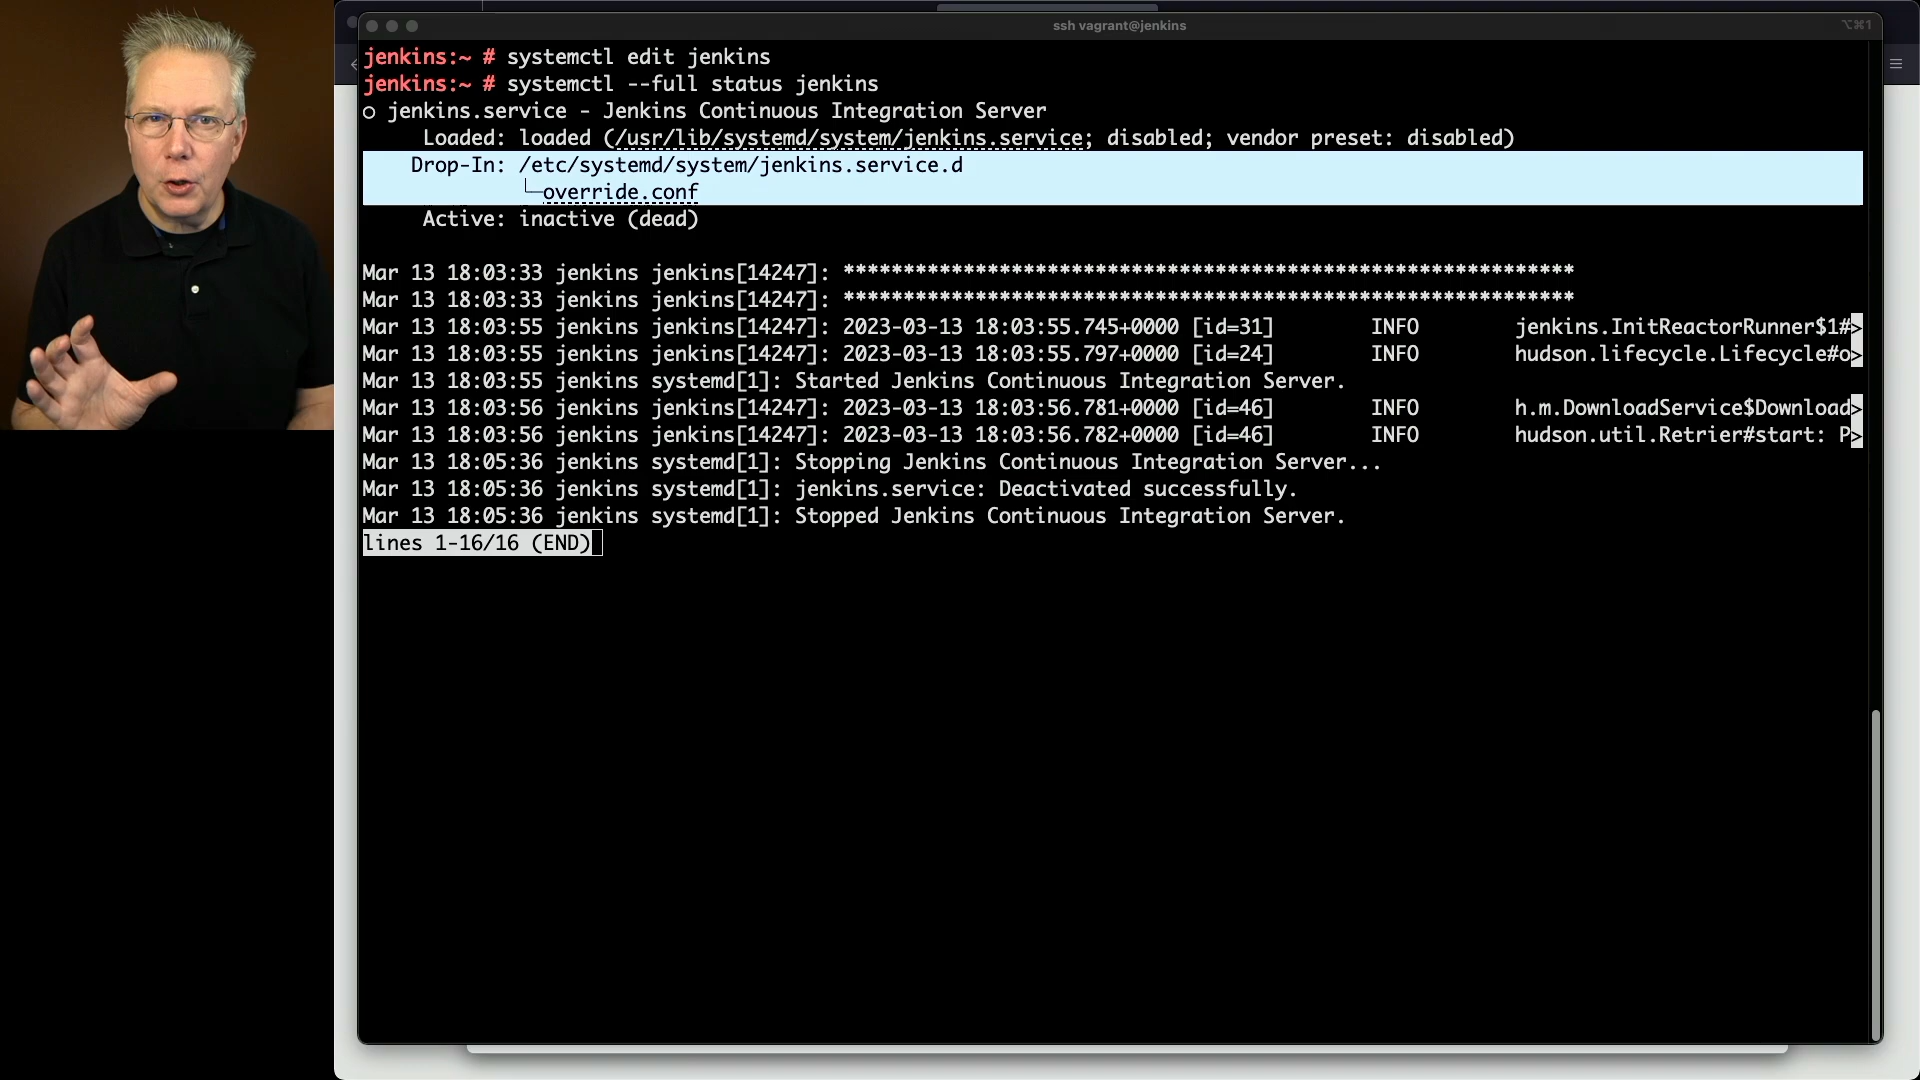 ssh vagrant@jenkins
⌥⌘1
jenkins:~ # systemctl edit jenkins
jenkins:~ # systemctl --full status jenkins
○ jenkins.service - Jenkins Continuous Integration Server
Loaded: loaded (/usr/lib/systemd/system/jenkins.service; disabled; vendor preset: disabled)
Drop-In: /etc/systemd/system/jenkins.service.d
└─override.conf
Active: inactive (dead)
Mar 13 18:03:33 jenkins jenkins[14247]: *************************************************************
Mar 13 18:03:33 jenkins jenkins[14247]: *************************************************************
Mar 13 18:03:55 jenkins jenkins[14247]: 2023-03-13 18:03:55.745+0000 [id=31] INFO jenkins.InitReactorRunner$1#>
Mar 13 18:03:55 jenkins jenkins[14247]: 2023-03-13 18:03:55.797+0000 [id=24] INFO hudson.lifecycle.Lifecycle#o>
Mar 13 18:03:55 jenkins systemd[1]: Started Jenkins Continuous Integration Server.
Mar 13 18:03:56 jenkins jenkins[14247]: 2023-03-13 18:03:56.781+0000 [id=46] INFO h.m.DownloadService$Download>
Mar 13 18:03:56 jenkins jenkins[14247]: 2023-03-13 18:03:56.782+0000 [id=46] INFO hudson.util.Retrier#start: P>
Mar 13 18:05:36 jenkins systemd[1]: Stopping Jenkins Continuous Integration Server...
Mar 13 18:05:36 jenkins systemd[1]: jenkins.service: Deactivated successfully.
Mar 13 18:05:36 jenkins systemd[1]: Stopped Jenkins Continuous Integration Server.
lines 1-16/16 (END)